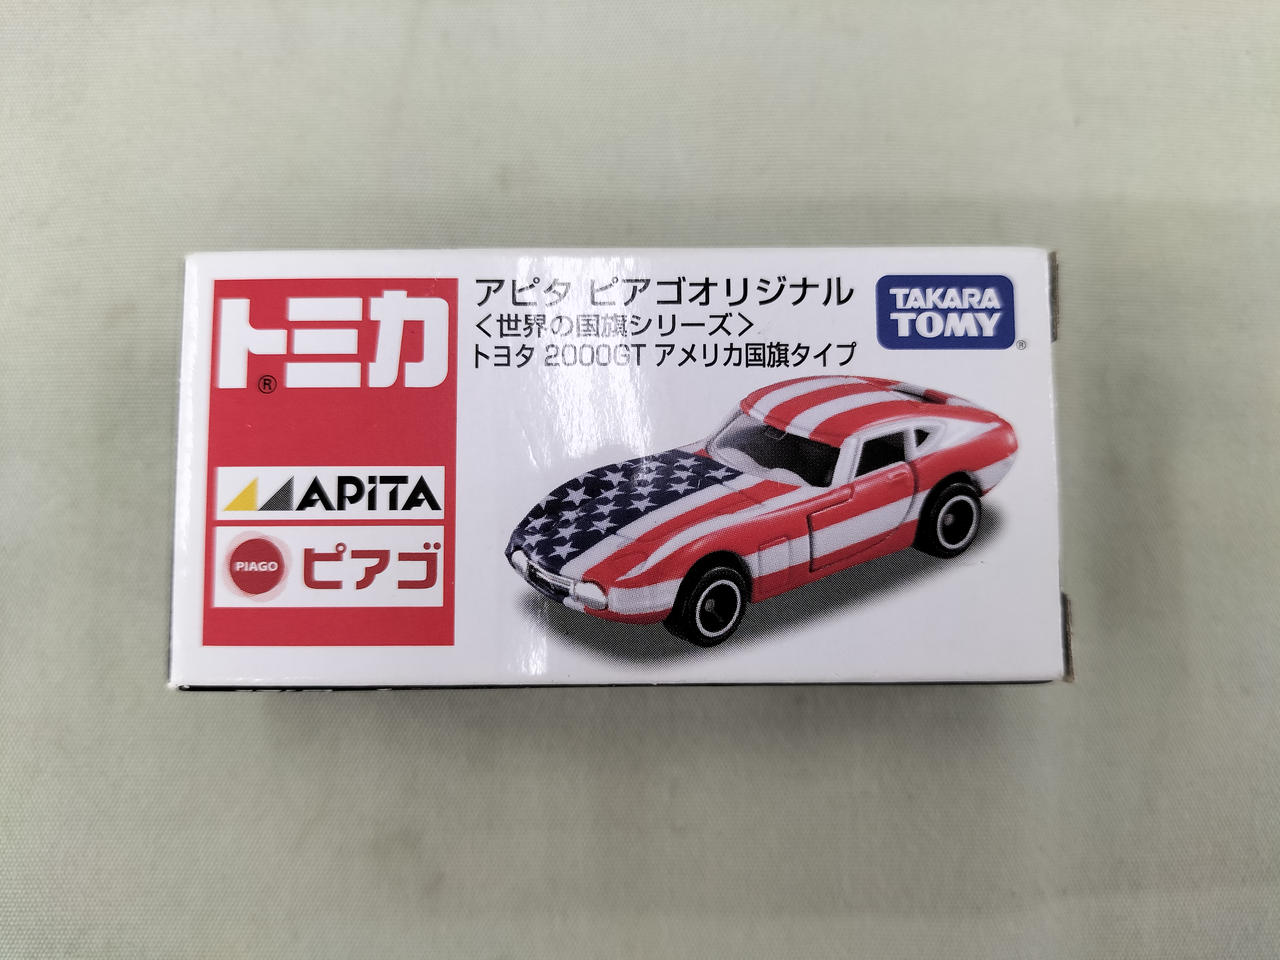 トミカ
®
APiTA
PIAGO ピアゴ
アピタ ピアゴオリジナル
<世界の国旗シリーズ>
トヨタ 2000GT アメリカ国旗タイプ
TAKARA
TOMY
®